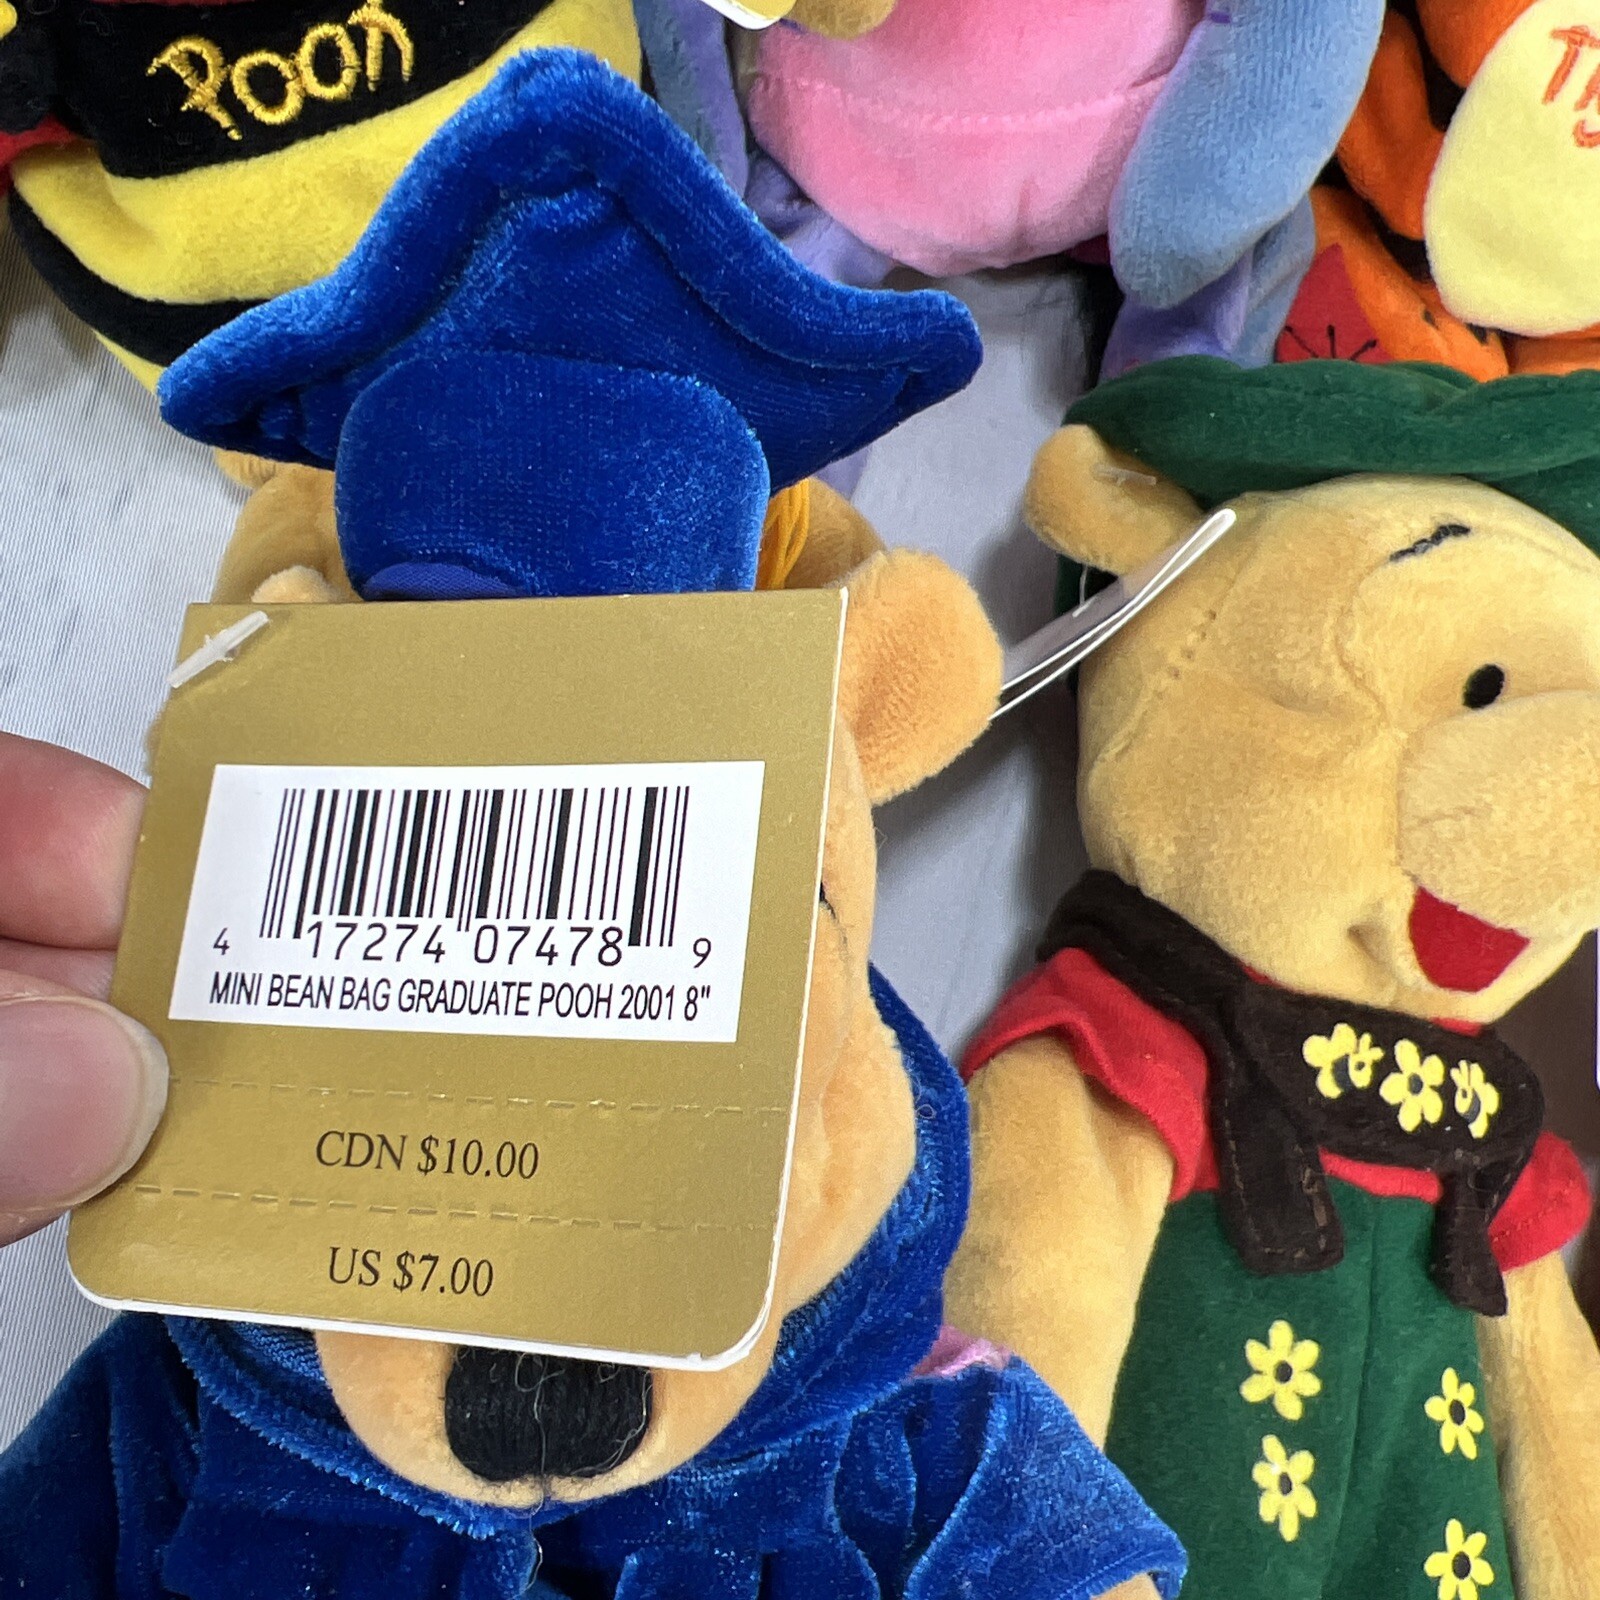 Pooh
4 17274 07478 9
MINI BEAN BAG GRADUATE POOH 2001 8"
CDN $10.00
US $7.00